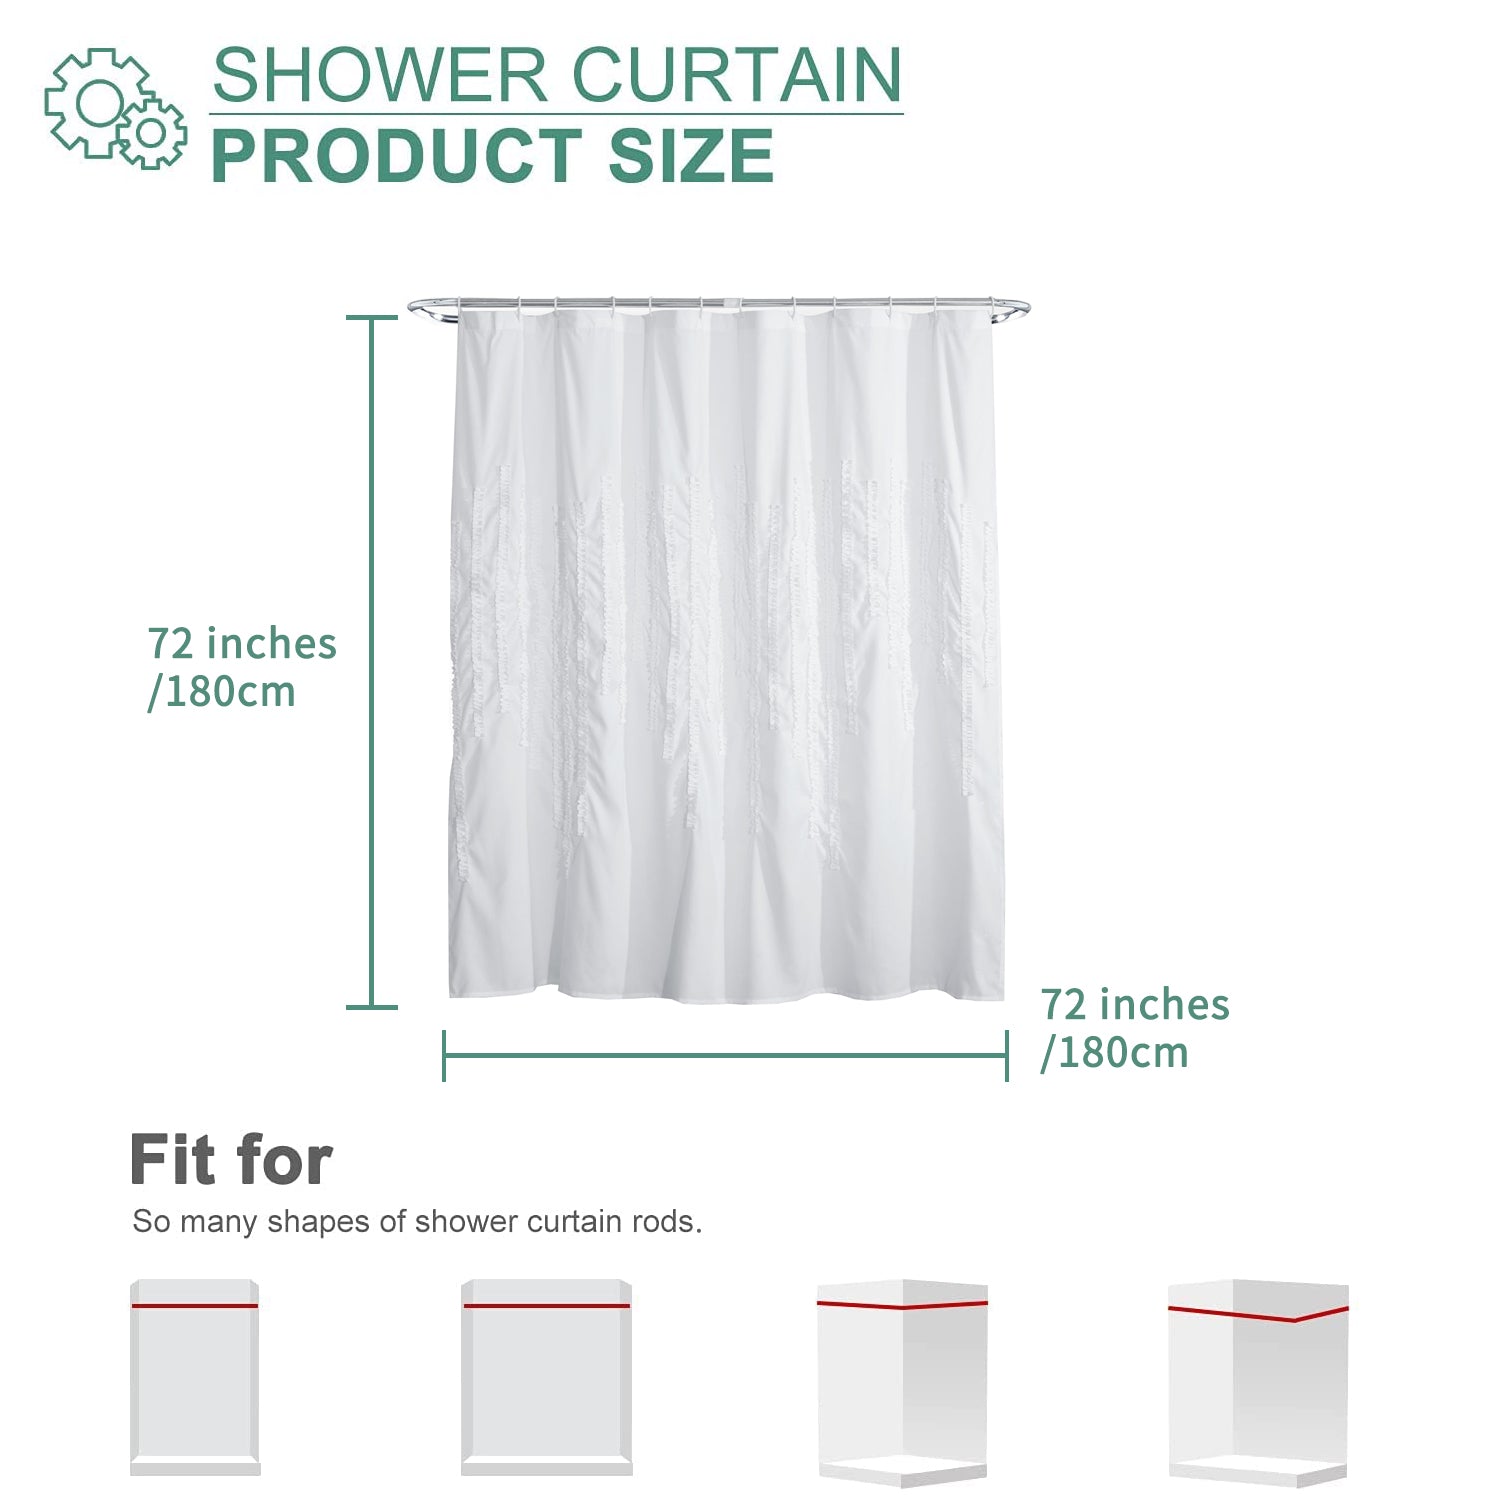 SHOWER CURTAIN
PRODUCT SIZE
72 inches
/180cm
72 inches
/180cm
Fit for
So many shapes of shower curtain rods.